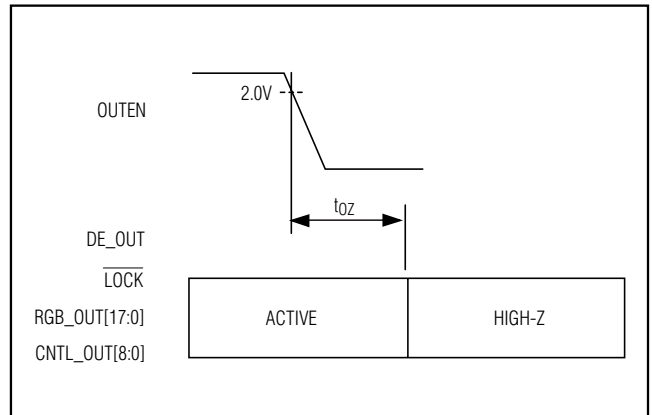 2.0V
OUTEN
tOZ
DE_OUT
LOCK
RGB_OUT[17:0]
ACTIVE
HIGH-Z
CNTL_OUT[8:0]